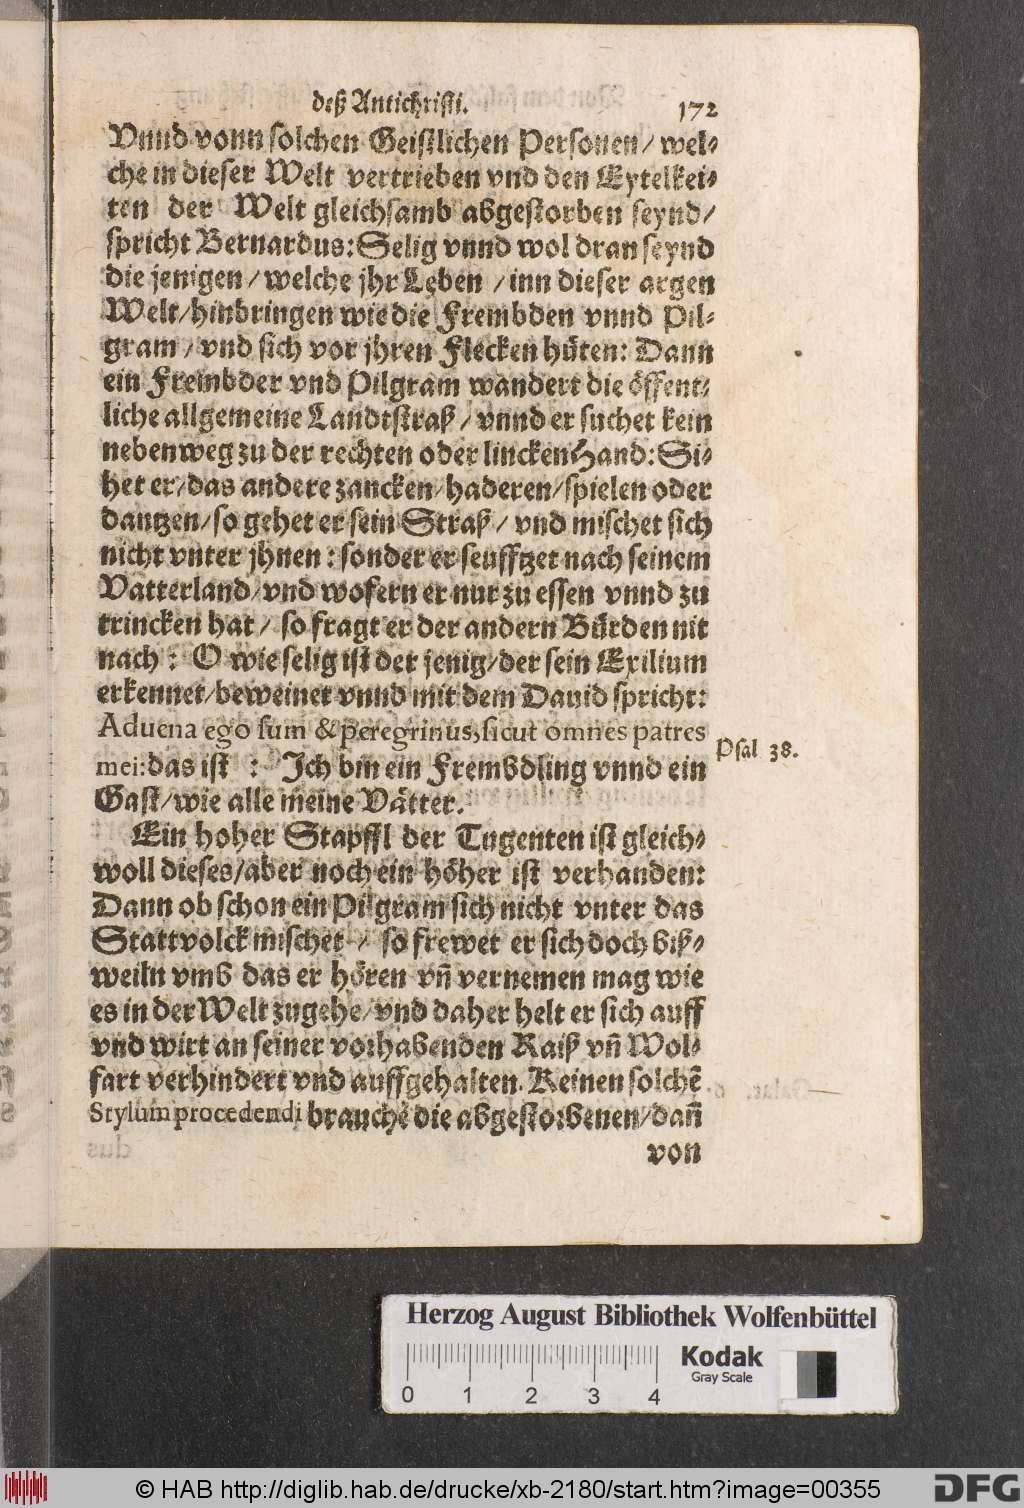 deß Antichristi. 172
Vnnd vonn solchen Geistlichen Personen / wel-
che in dieser Welt vertrieben vnd den Eytelkei-
ten der Welt gleichsamb abgestorben seynd /
spricht Bernardus: Selig vnnd wol dran seynd
die jenigen / welche jhr Leben / inn dieser argen
Welt / hinbringen wie die Frembden vnnd Pil-
gram / vnd sich vor jhren Flecken hüten: Dann
ein Frembder vnd Pilgram wandert die öffent-
liche allgemeine Landtstraß / vnnd er suchet kein
nebenweg zu der rechten oder lincken Hand: Si-
het er / das andere zancken / haderen / spielen oder
dantzen / so gehet er sein Straß / vnd mischet sich
nicht vnter jhnen: sonder er seufftzet nach seinem
Vatterland / vnd wofern er nur zu essen vnnd zu
trincken hat / so fragt er der andern Bürden nit
nach: O wie selig ist der jenig / der sein Exilium
erkennet / beweinet vnnd mit dem Dauid spricht:
Aduena ego sum & peregrinus, sicut omnes patres
mei: das ist: Ich bin ein Frembdling vnnd ein
Psal 38.
Gast / wie alle meine Vätter.
Ein hoher Stapffl der Tugenten ist gleich-
woll dieses / aber noch ein höher ist verhanden:
Dann ob schon ein Pilgram sich nicht vnter das
Stattvolck mischet / so frewet er sich doch biß-
weiln vmb das er hören vñ vernemen mag wie
es in der Welt zugehe / vnd daher helt er sich auff
vnd wirt an seiner vorhabenden Raiß vñ Wol-
fart verhindert vnd auffgehalten. Keinen solchẽ
Stylum procedendi brauchẽ die abgestorbenen / dañ
von
Herzog August Bibliothek Wolfenbüttel
Kodak
Gray Scale
0 1 2 3 4
© HAB http://diglib.hab.de/drucke/xb-2180/start.htm?image=00355
DFG